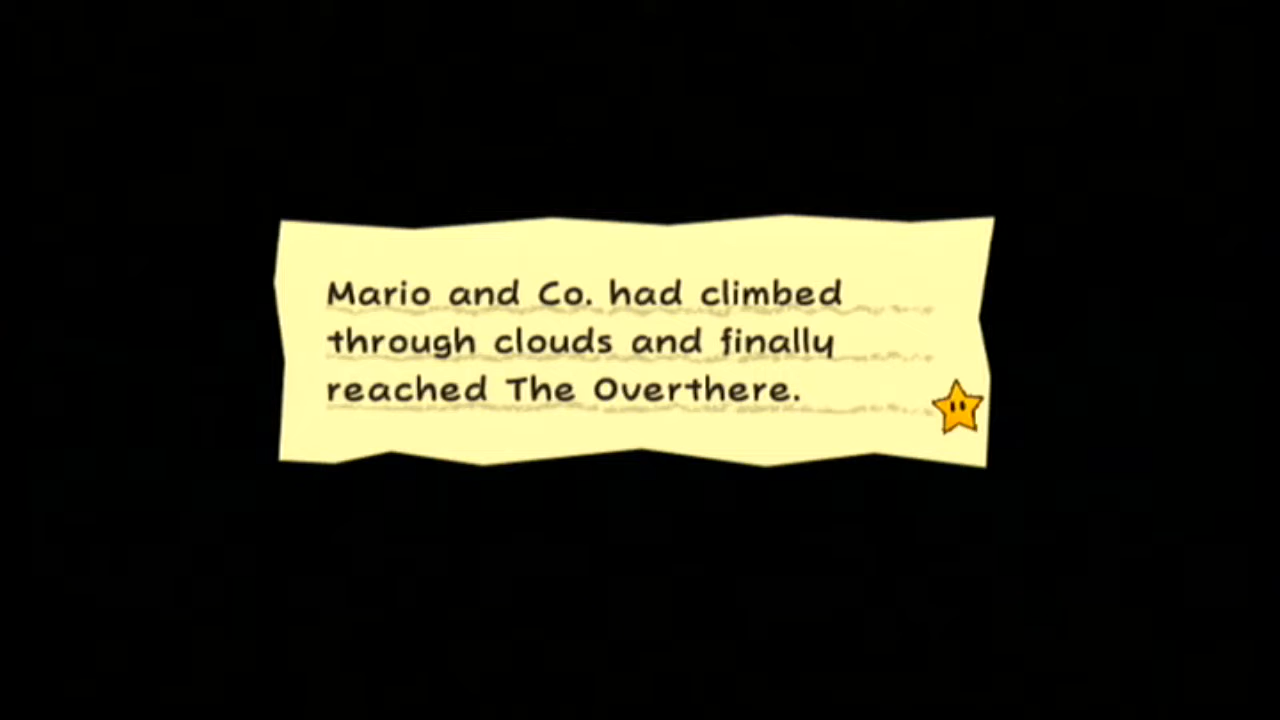 Mario and Co. had climbed
through clouds and finally
reached The Overthere.